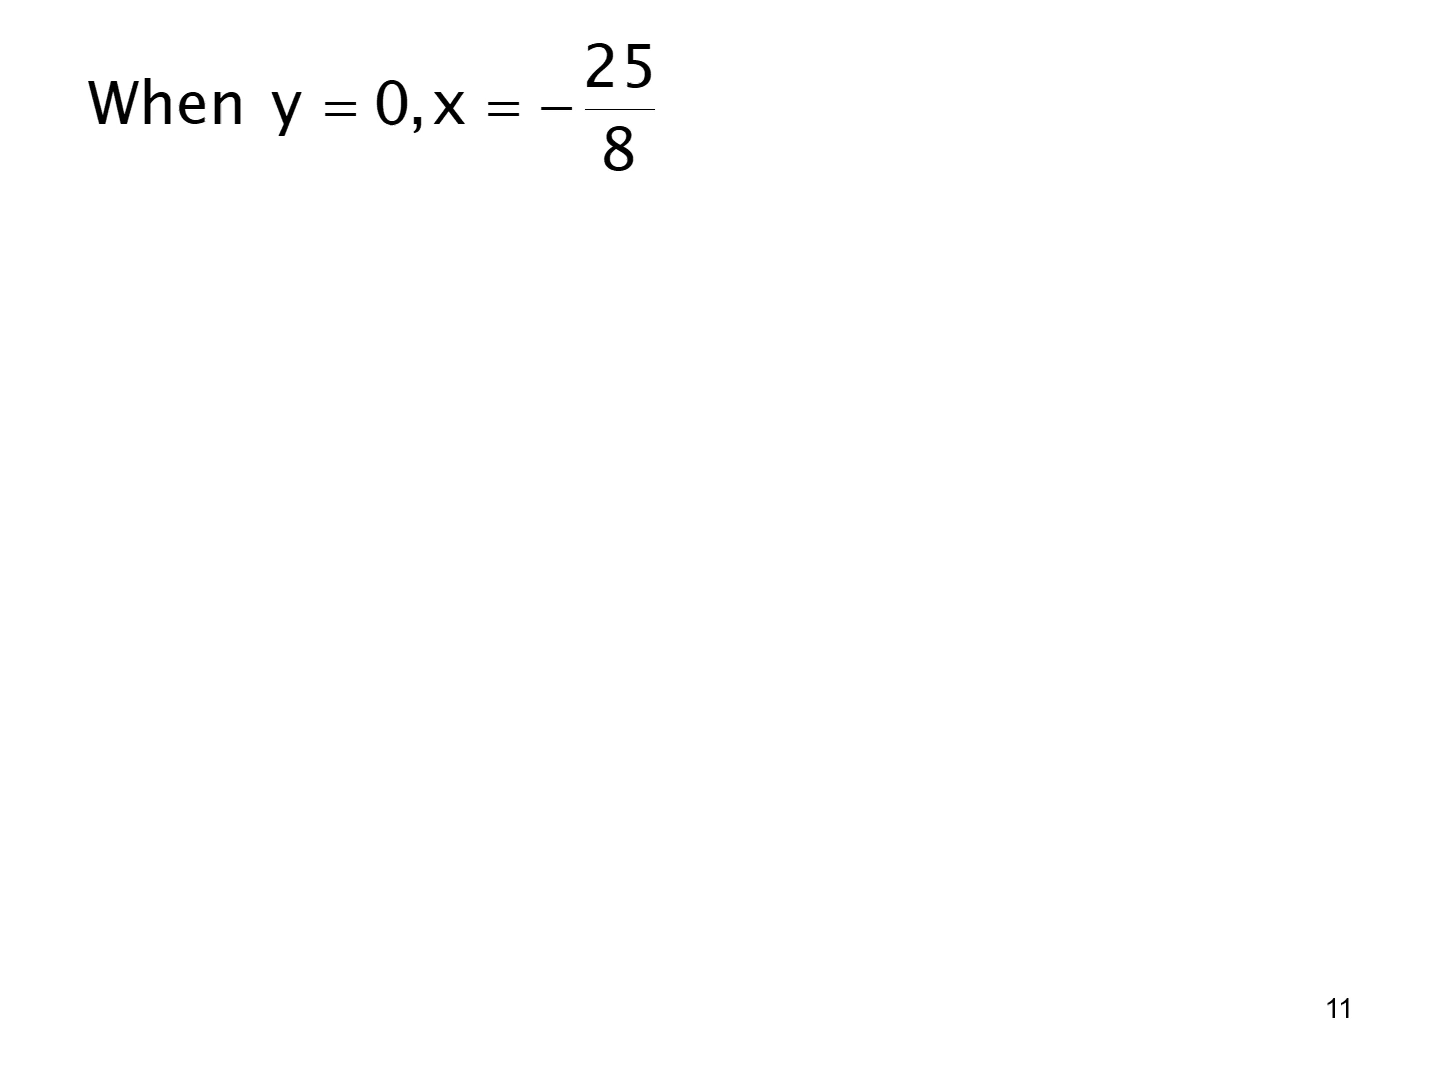 When y = 0, x = −25/8
11